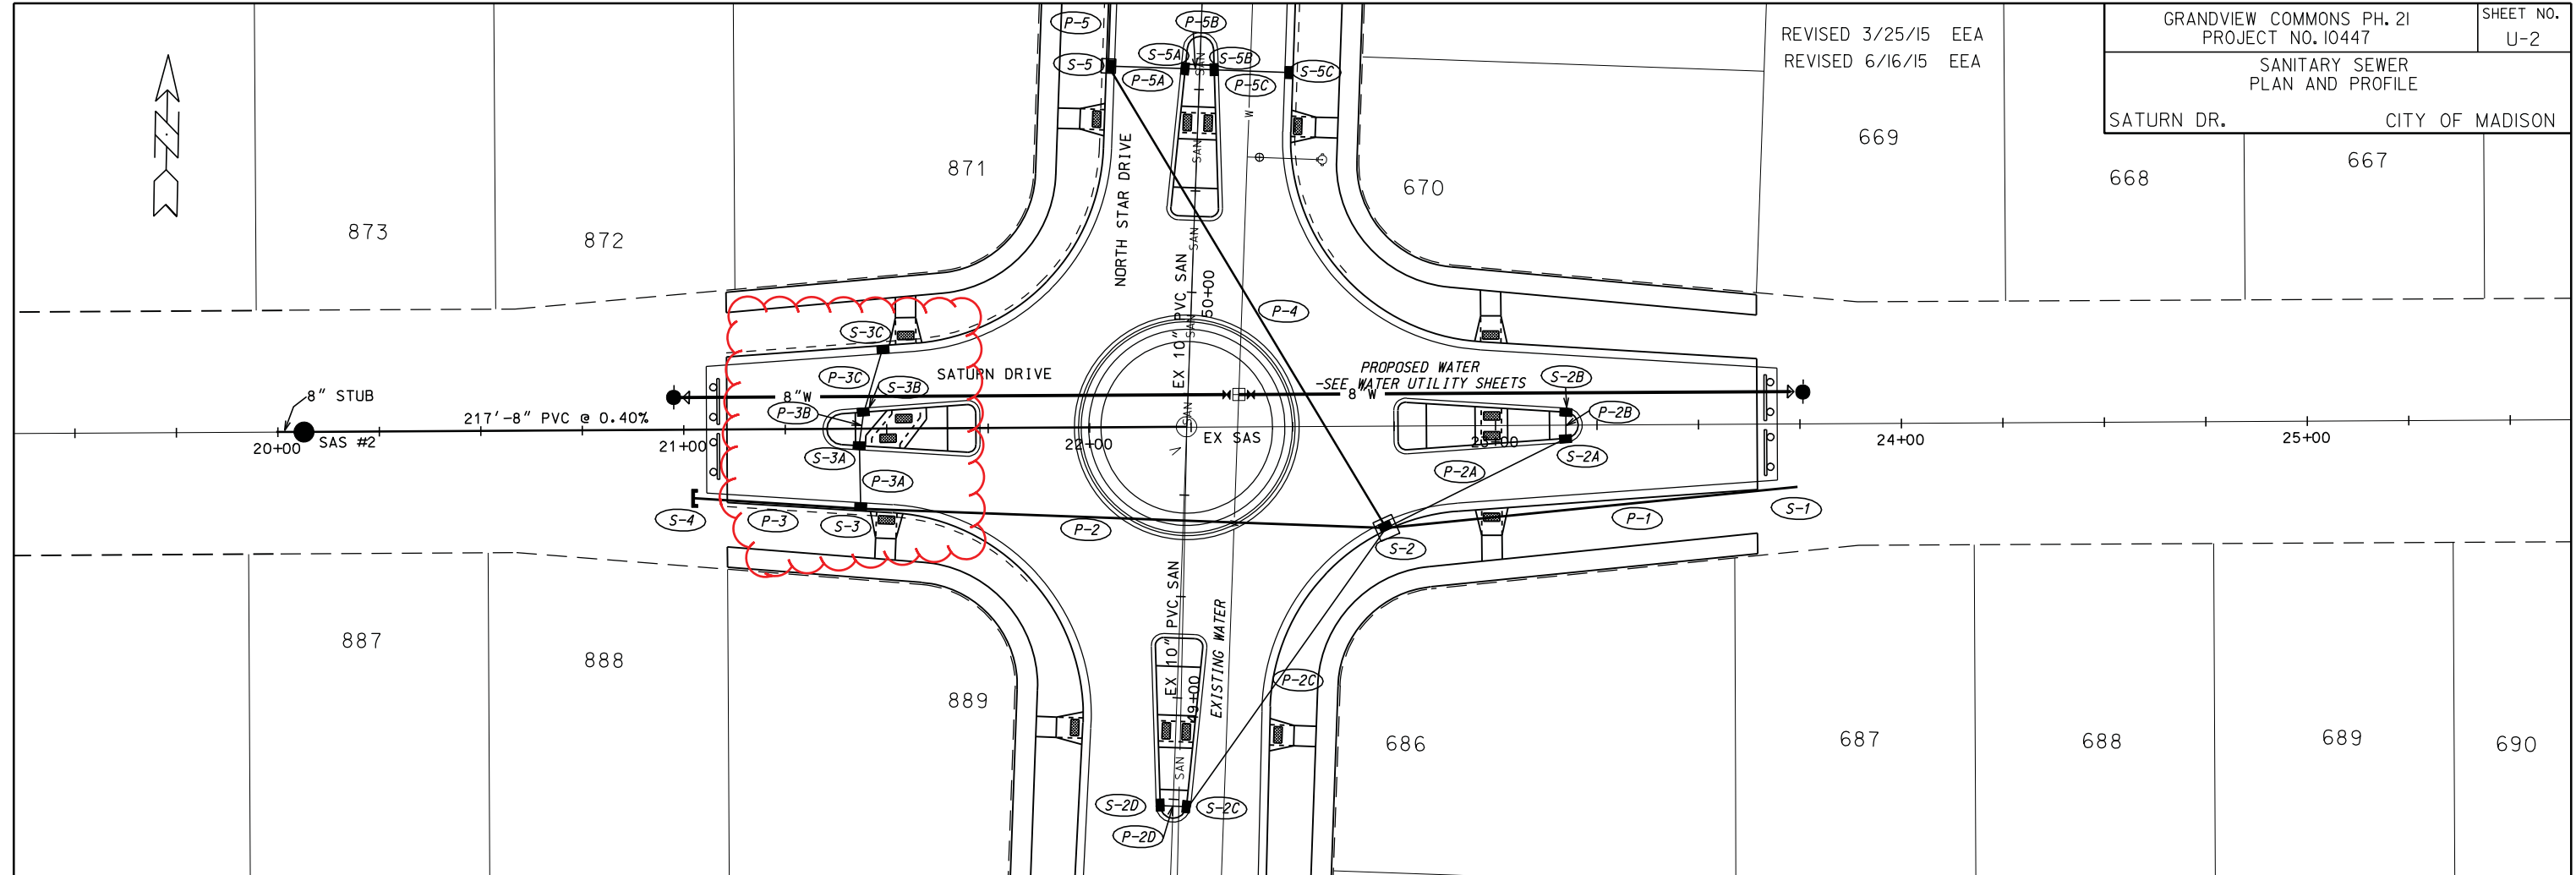 GRANDVIEW COMMONS PH. 21
PROJECT NO. 10447
SHEET NO.
U-2
SANITARY SEWER
PLAN AND PROFILE
SATURN DR.
CITY OF MADISON
REVISED 3/25/15 EEA
REVISED 6/16/15 EEA
P-5
P-5B
S-5
S-5A
S-5B
S-5C
P-5A
P-5C
SAN
W
N
669
668
667
871
670
873
872
NORTH STAR DRIVE
SAN
SAN
EX 10" PVC SAN
SAN
50+00
P-4
S-3C
P-3C
S-3B
SATURN DRIVE
PROPOSED WATER
-SEE WATER UTILITY SHEETS
S-2B
8" STUB
8"W
8"W
217'-8" PVC @ 0.40%
P-3B
P-2B
SAN
20+00
SAS #2
21+00
22+00
EX SAS
23+00
24+00
25+00
S-3A
S-2A
P-3A
P-2A
S-4
P-3
S-3
P-2
P-1
S-1
S-2
EX 10" PVC SAN
EXISTING WATER
887
888
889
P-2C
49+00
686
687
688
689
690
SAN
S-2D
S-2C
P-2D